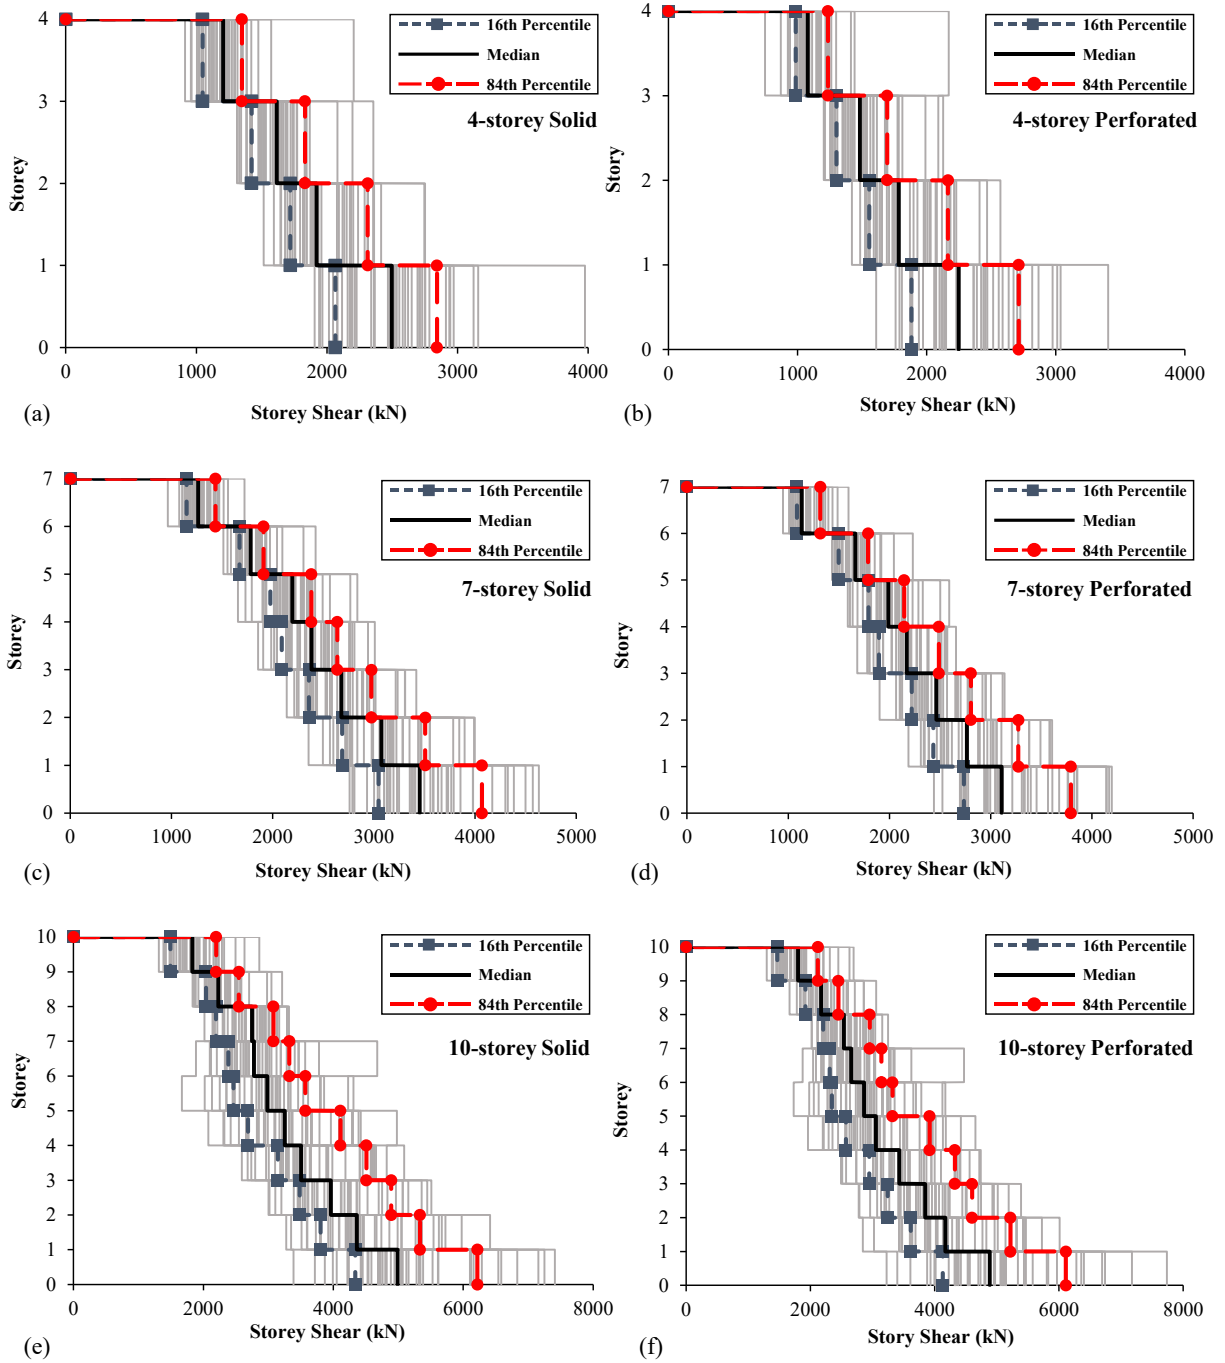 4
3
2
1
0
Storey
0 1000 2000 3000 4000
Storey Shear (kN)
16th Percentile
Median
84th Percentile
4-storey Solid
(a)
4
3
2
1
0
Story
0 1000 2000 3000 4000
Storey Shear (kN)
16th Percentile
Median
84th Percentile
4-storey Perforated
(b)
7
6
5
4
3
2
1
0
Storey
0 1000 2000 3000 4000 5000
Storey Shear (kN)
16th Percentile
Median
84th Percentile
7-storey Solid
(c)
7
6
5
4
3
2
1
0
Story
0 1000 2000 3000 4000 5000
Storey Shear (kN)
16th Percentile
Median
84th Percentile
7-storey Perforated
(d)
10
9
8
7
6
5
4
3
2
1
0
Storey
0 2000 4000 6000 8000
Storey Shear (kN)
16th Percentile
Median
84th Percentile
10-storey Solid
(e)
10
9
8
7
6
5
4
3
2
1
0
Story
0 2000 4000 6000 8000
Story Shear (kN)
16th Percentile
Median
84th Percentile
10-storey Perforated
(f)